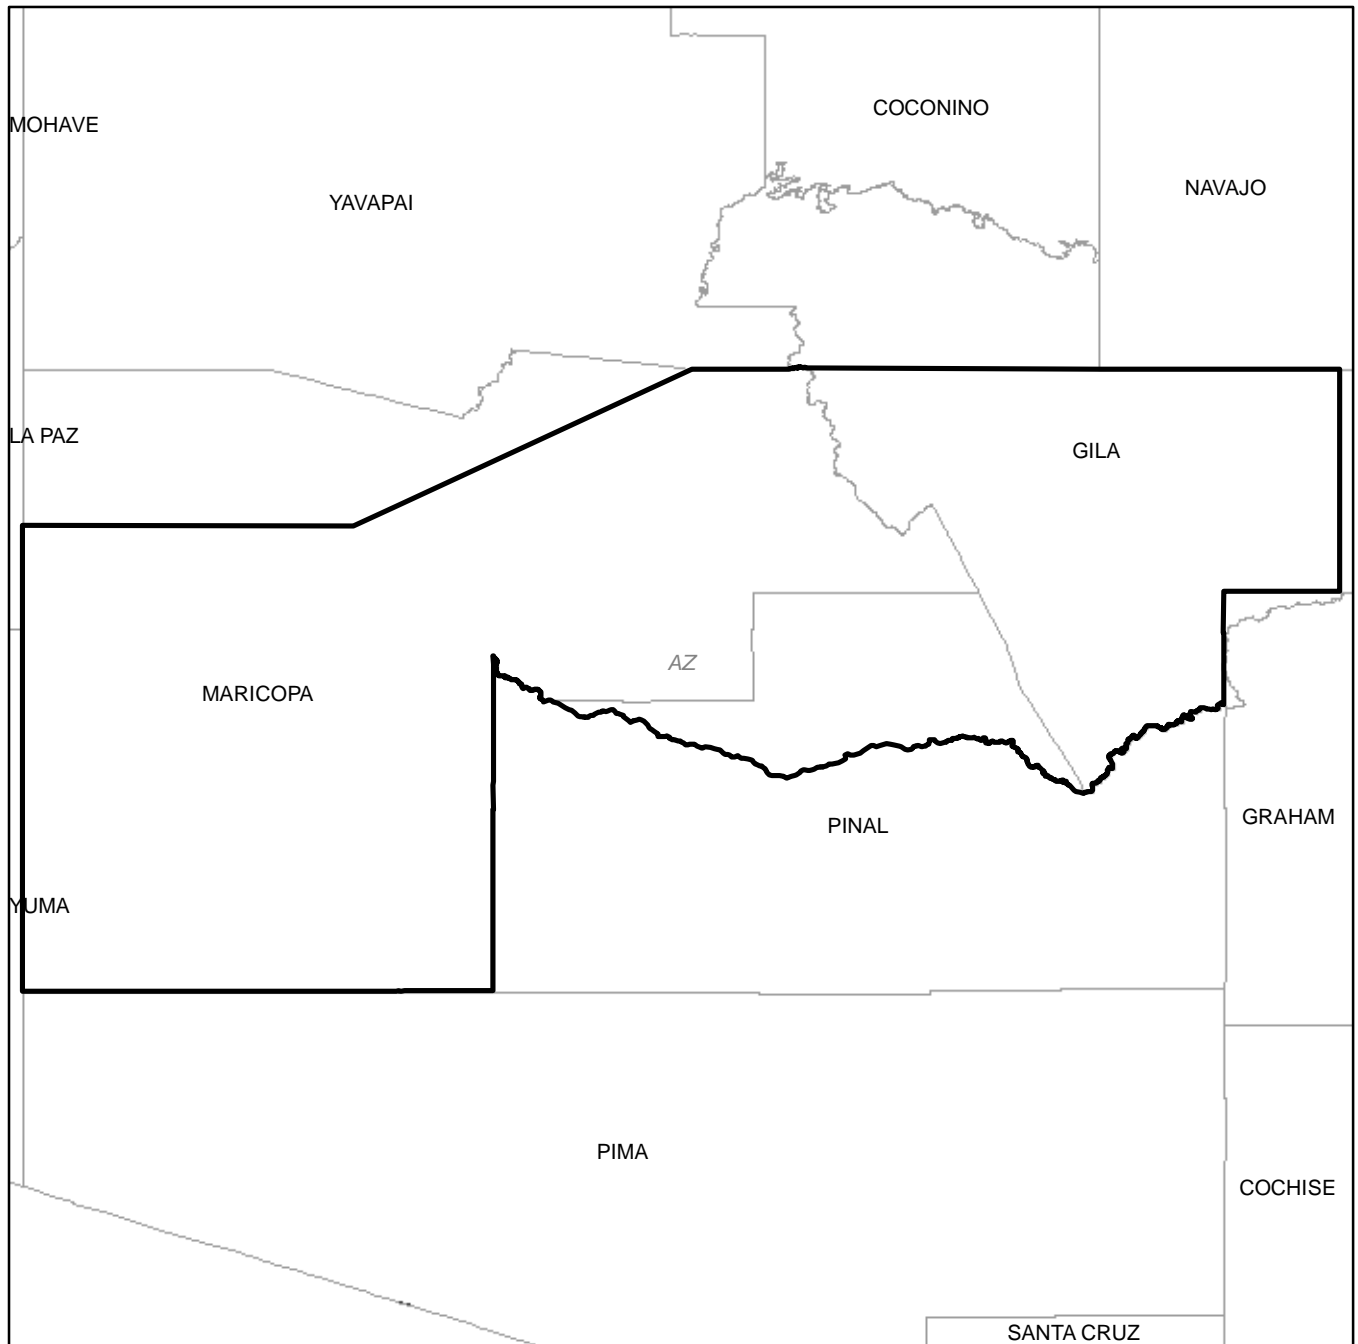 COCONINO
MOHAVE
NAVAJO
YAVAPAI
LA PAZ
GILA
AZ
MARICOPA
GRAHAM
PINAL
YUMA
PIMA
COCHISE
SANTA CRUZ